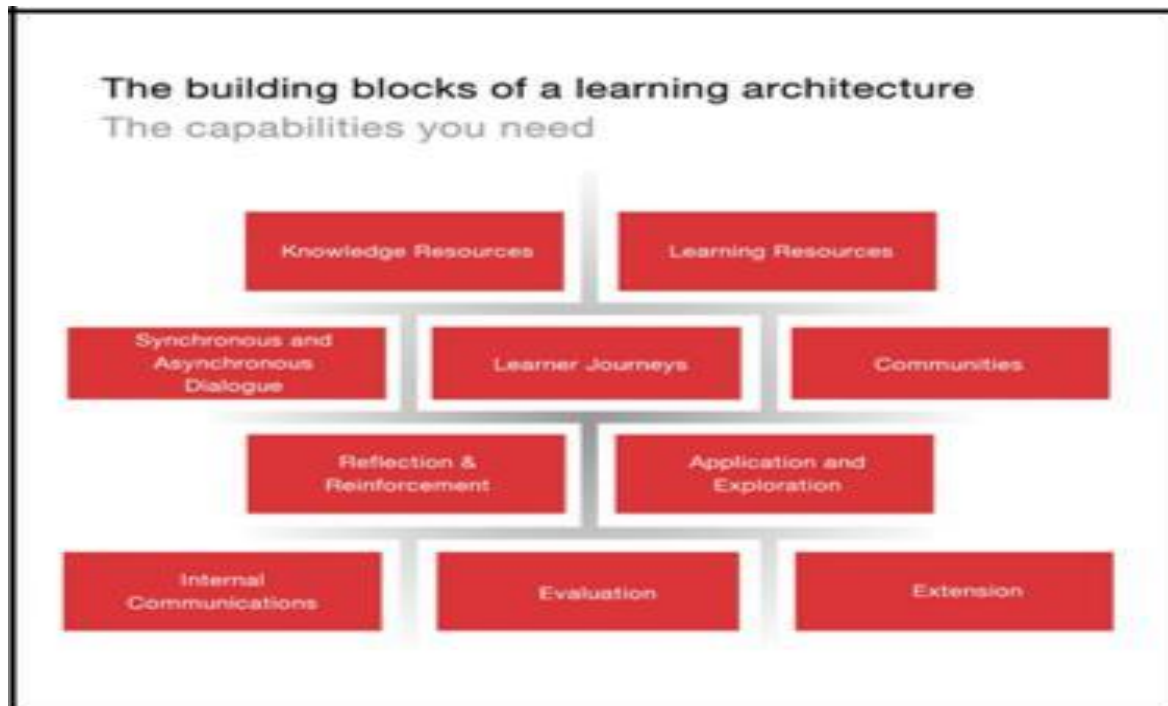 The building blocks of a learning architecture
The capabilities you need
Knowledge Resources
Learning Resources
Synchronous and
Asynchronous
Dialogue
Learner Journeys
Communities
Reflection &
Reinforcement
Application and
Exploration
Internal
Communications
Evaluation
Extension